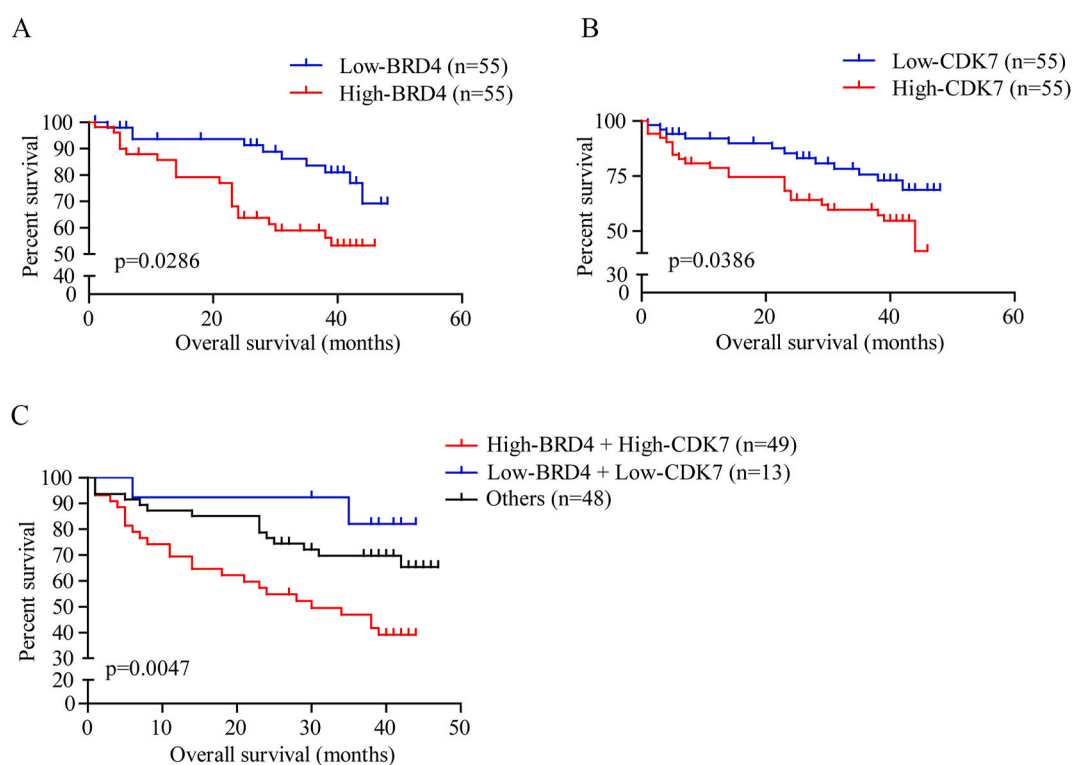 A
Low-BRD4 (n=55)
High-BRD4 (n=55)
Percent survival
100
90
80
70
60
50
40
0
p=0.0286
0 20 40 60
Overall survival (months)
B
Low-CDK7 (n=55)
High-CDK7 (n=55)
Percent survival
100
75
50
30
0
p=0.0386
0 20 40 60
Overall survival (months)
C
High-BRD4 + High-CDK7 (n=49)
Low-BRD4 + Low-CDK7 (n=13)
Others (n=48)
Percent survival
100
90
80
70
60
50
40
30
20
0
p=0.0047
0 10 20 30 40 50
Overall survival (months)